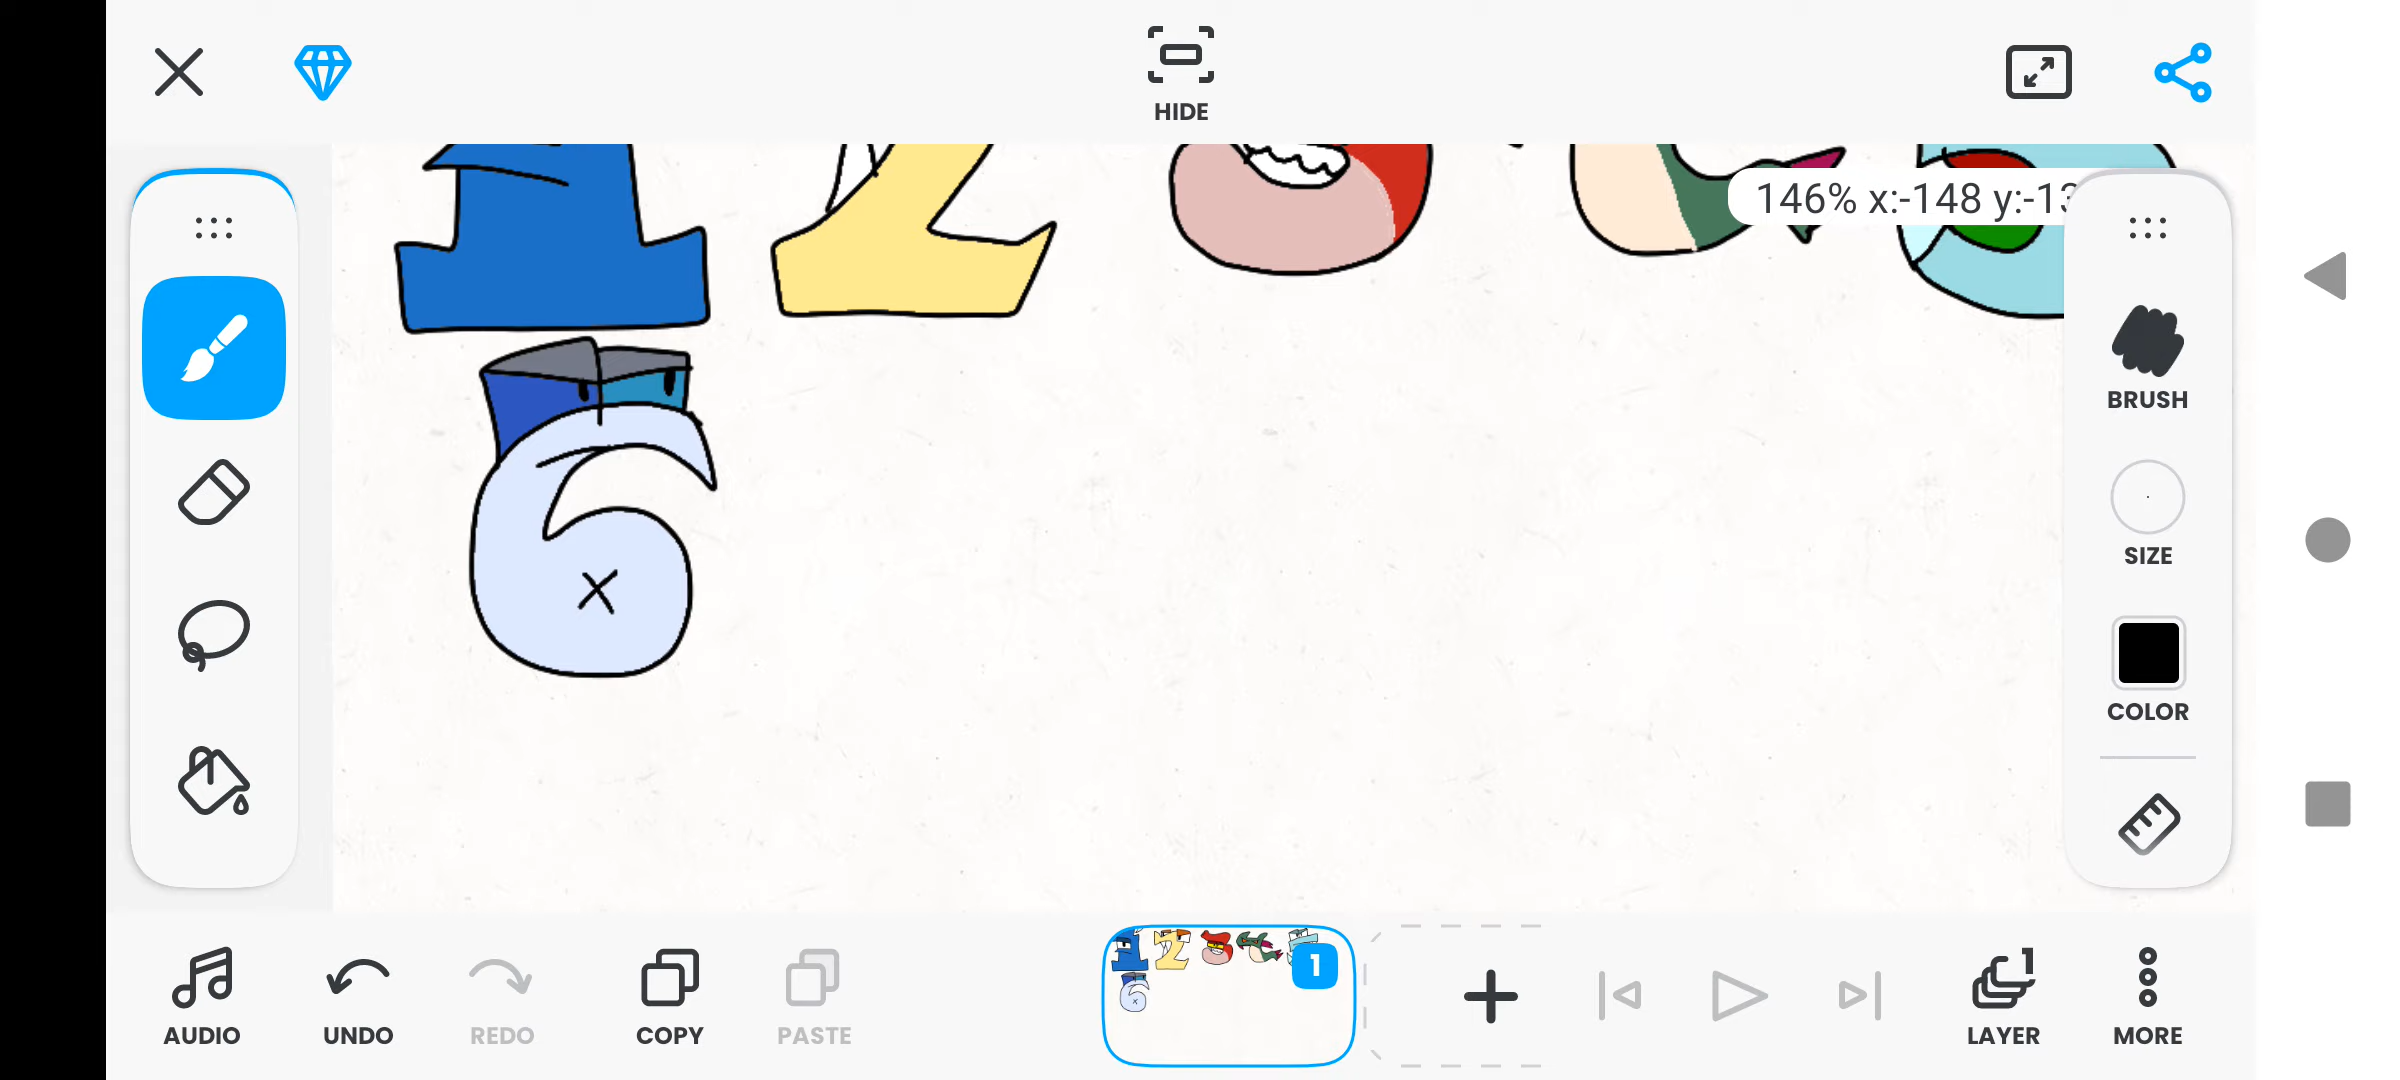 HIDE
146% x:-148 y:-13
BRUSH
SIZE
COLOR
1
AUDIO
UNDO
REDO
COPY
PASTE
LAYER
MORE